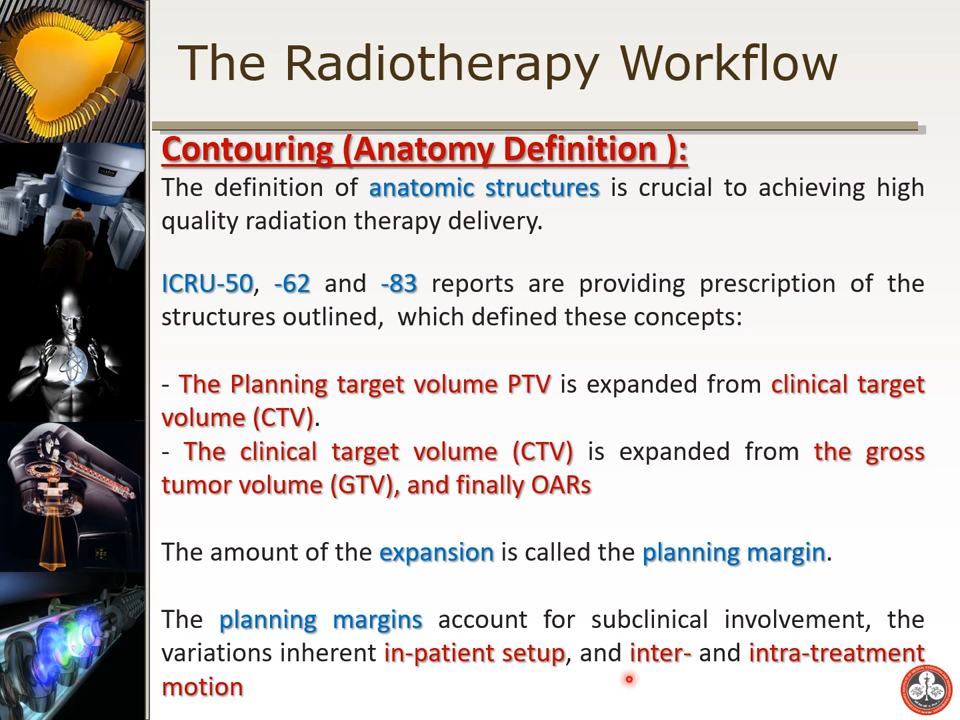 The Radiotherapy Workflow
Contouring (Anatomy Definition ):
The definition of anatomic structures is crucial to achieving high
quality radiation therapy delivery.
ICRU-50, -62 and -83 reports are providing prescription of the
structures outlined, which defined these concepts:
- The Planning target volume PTV is expanded from clinical target
volume (CTV).
- The clinical target volume (CTV) is expanded from the gross
tumor volume (GTV), and finally OARs
The amount of the expansion is called the planning margin.
The planning margins account for subclinical involvement, the
variations inherent in-patient setup, and inter- and intra-treatment
motion